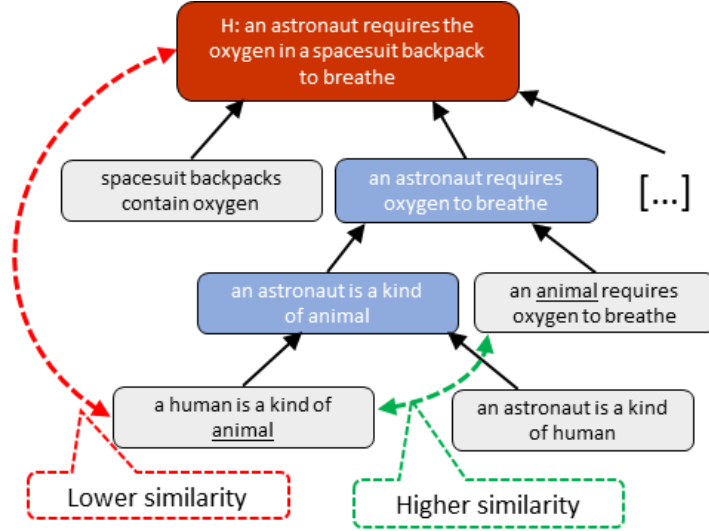 H: an astronaut requires the
oxygen in a spacesuit backpack
to breathe
spacesuit backpacks
contain oxygen
an astronaut requires
oxygen to breathe
[...]
an astronaut is a kind
of animal
an animal requires
oxygen to breathe
a human is a kind of
animal
an astronaut is a kind
of human
Lower similarity
Higher similarity